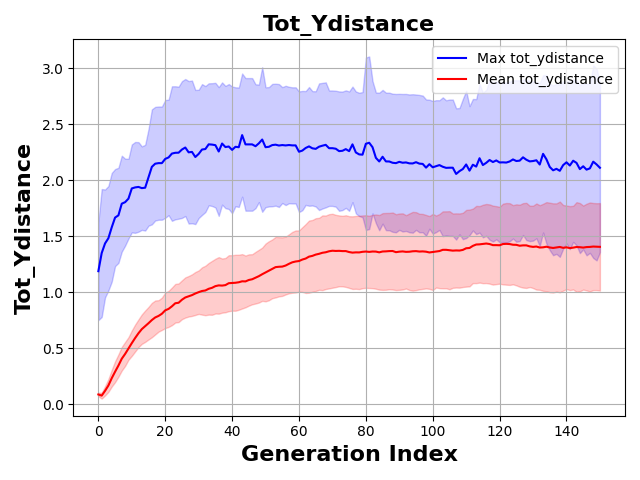 Tot_Ydistance
Max tot_ydistance
Mean tot_ydistance
Tot_Ydistance
3.0
2.5
2.0
1.5
1.0
0.5
0.0
0 20 40 60 80 100 120 140
Generation Index